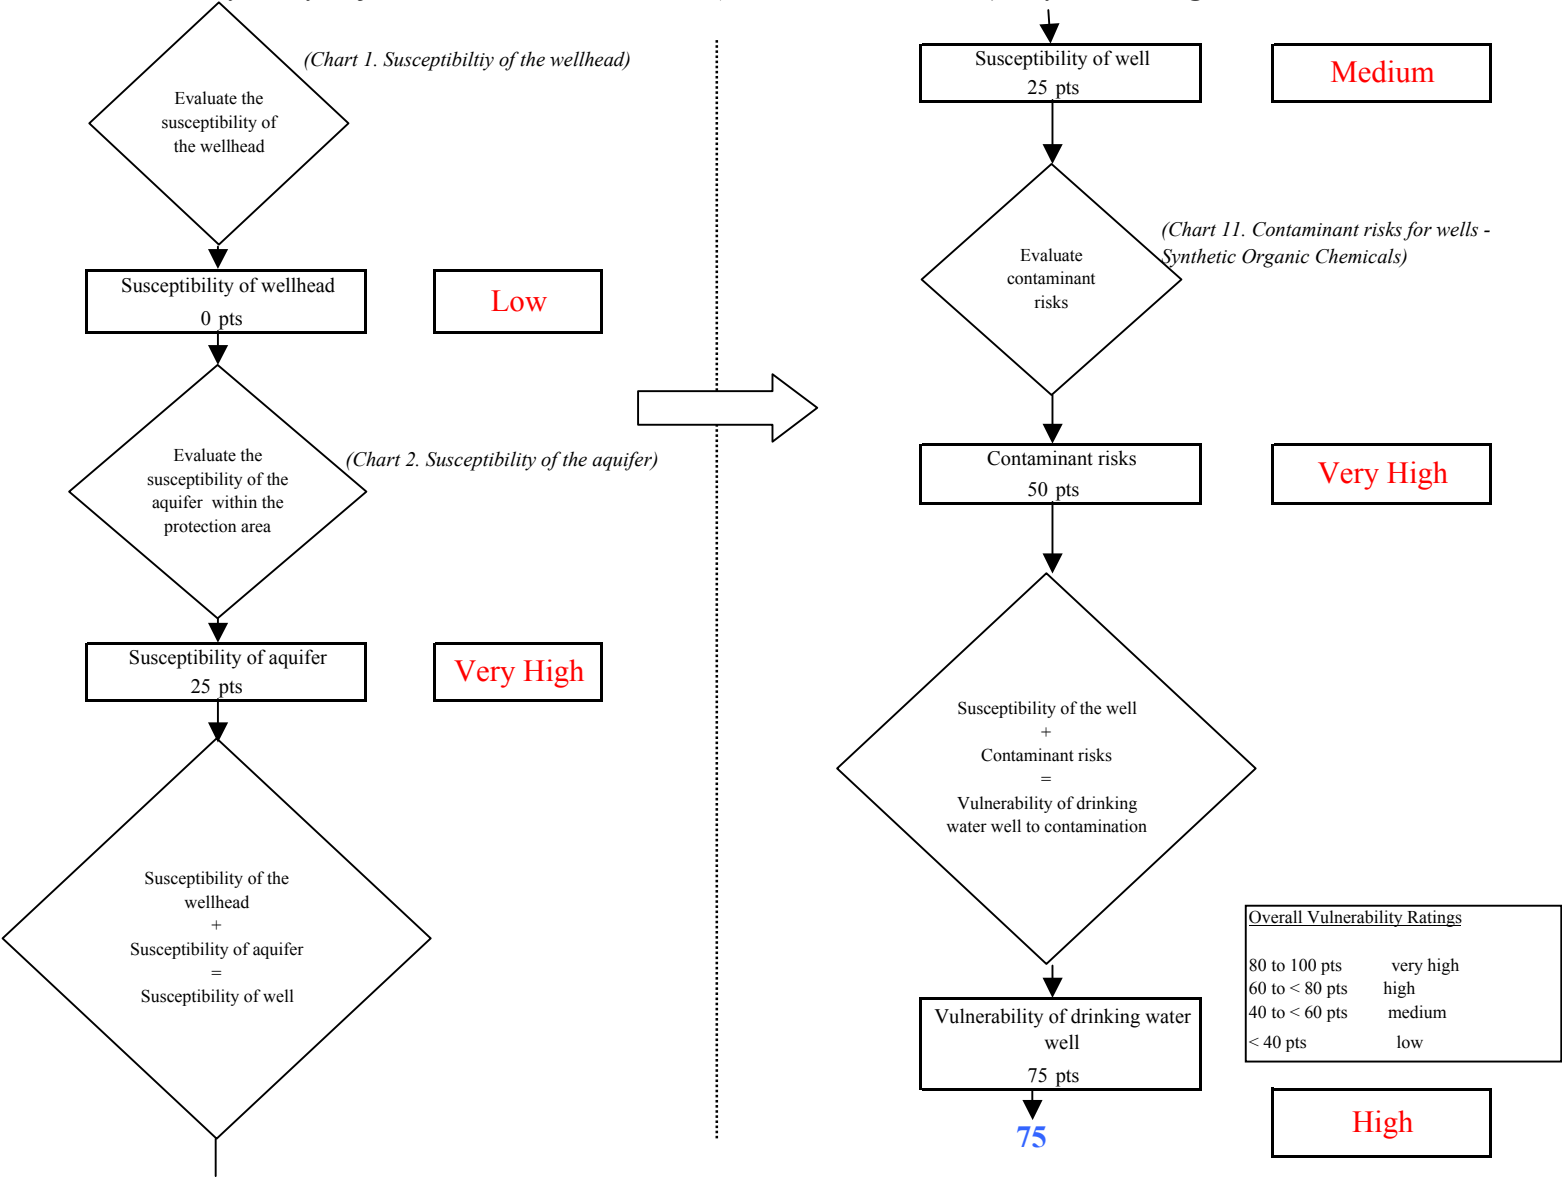 (Chart 1. Susceptibiltiy of the wellhead)
Evaluate the
susceptibility of
the wellhead
Susceptibility of wellhead
0 pts
Low
Evaluate the
susceptibility of the
aquifer within the
protection area
(Chart 2. Susceptibility of the aquifer)
Susceptibility of aquifer
25 pts
Very High
Susceptibility of the
wellhead
+
Susceptibility of aquifer
=
Susceptibility of well
Susceptibility of well
25 pts
Medium
(Chart 11. Contaminant risks for wells -
Synthetic Organic Chemicals)
Evaluate
contaminant
risks
Contaminant risks
50 pts
Very High
Susceptibility of the well
+
Contaminant risks
=
Vulnerability of drinking
water well to contamination
Overall Vulnerability Ratings
80 to 100 pts very high
60 to < 80 pts high
40 to < 60 pts medium
< 40 pts low
Vulnerability of drinking water
well
75 pts
75
High